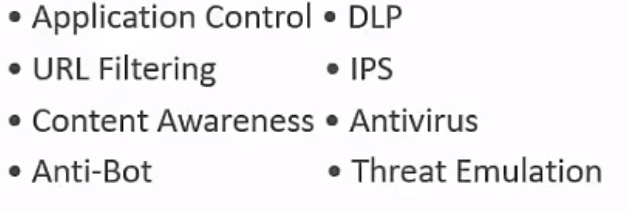 • Application Control • DLP
• URL Filtering • IPS
• Content Awareness • Antivirus
• Anti-Bot • Threat Emulation